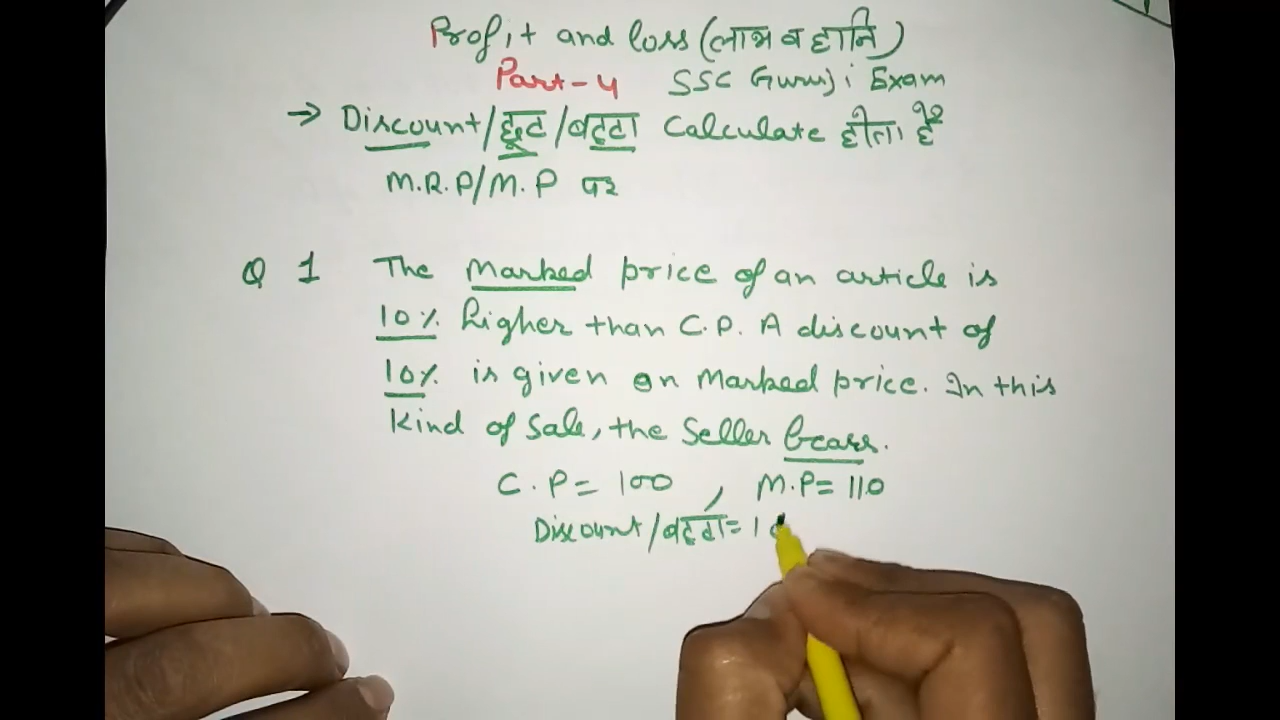 Profit and loss (लाभ व हानि)
Part-4 SSC Guruji Exam
→ Discount/छूट/बट्टा Calculate होता है
M.R.P/M.P पर
Q 1 The Marked price of an article is
10% higher than C.P. A discount of
10% is given on Marked price. In this
Kind of Sale, the Seller bears.
C.P= 100 , M.P= 110
Discount/बट्टा= 10